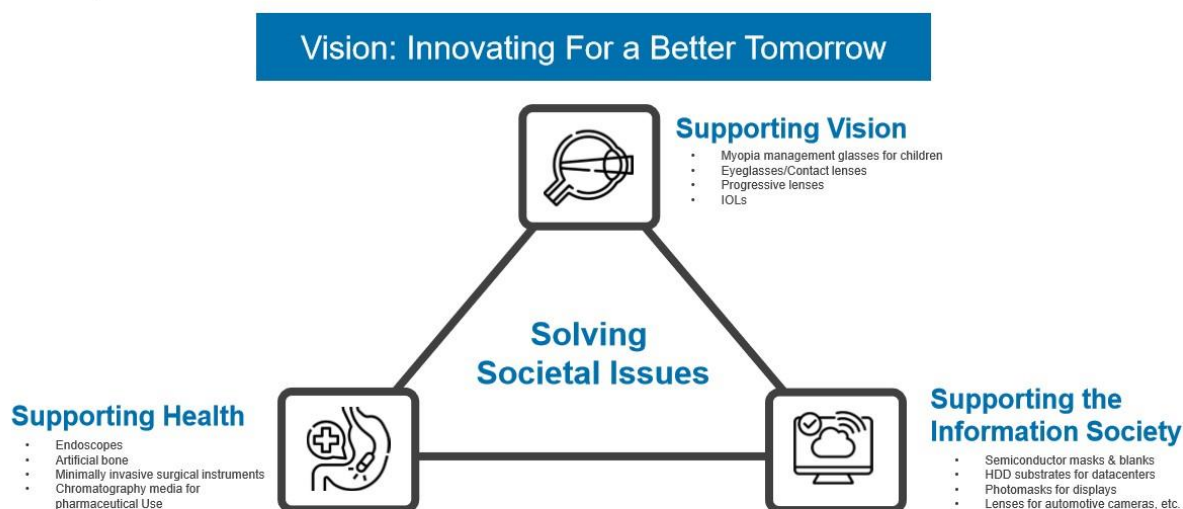 Vision: Innovating For a Better Tomorrow
Supporting Vision
• Myopia management glasses for children
• Eyeglasses/Contact lenses
• Progressive lenses
• IOLs
Solving
Societal Issues
Supporting Health
• Endoscopes
• Artificial bone
• Minimally invasive surgical instruments
• Chromatography media for
pharmaceutical Use
Supporting the
Information Society
• Semiconductor masks & blanks
• HDD substrates for datacenters
• Photomasks for displays
• Lenses for automotive cameras, etc.